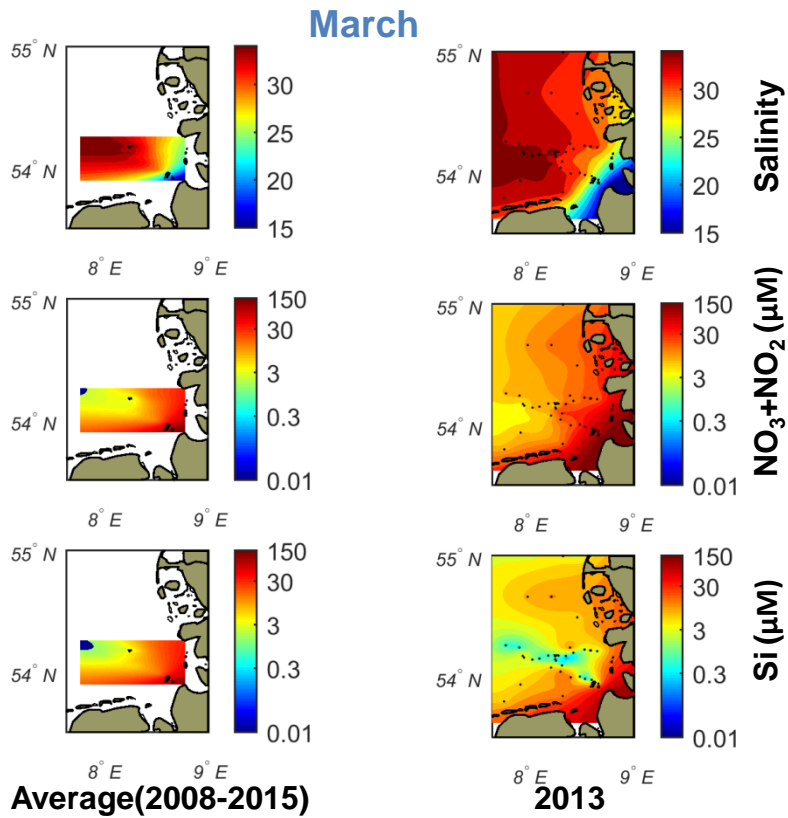 March
55° N
54° N
8° E
9° E
30
25
20
15
55° N
54° N
8° E
9° E
30
25
20
15
Salinity
55° N
54° N
8° E
9° E
150
30
3
0.3
0.01
55° N
54° N
8° E
9° E
150
30
3
0.3
0.01
NO3+NO2 (µM)
55° N
54° N
8° E
9° E
150
30
3
0.3
0.01
55° N
54° N
8° E
9° E
150
30
3
0.3
0.01
Si (µM)
Average(2008-2015)
2013